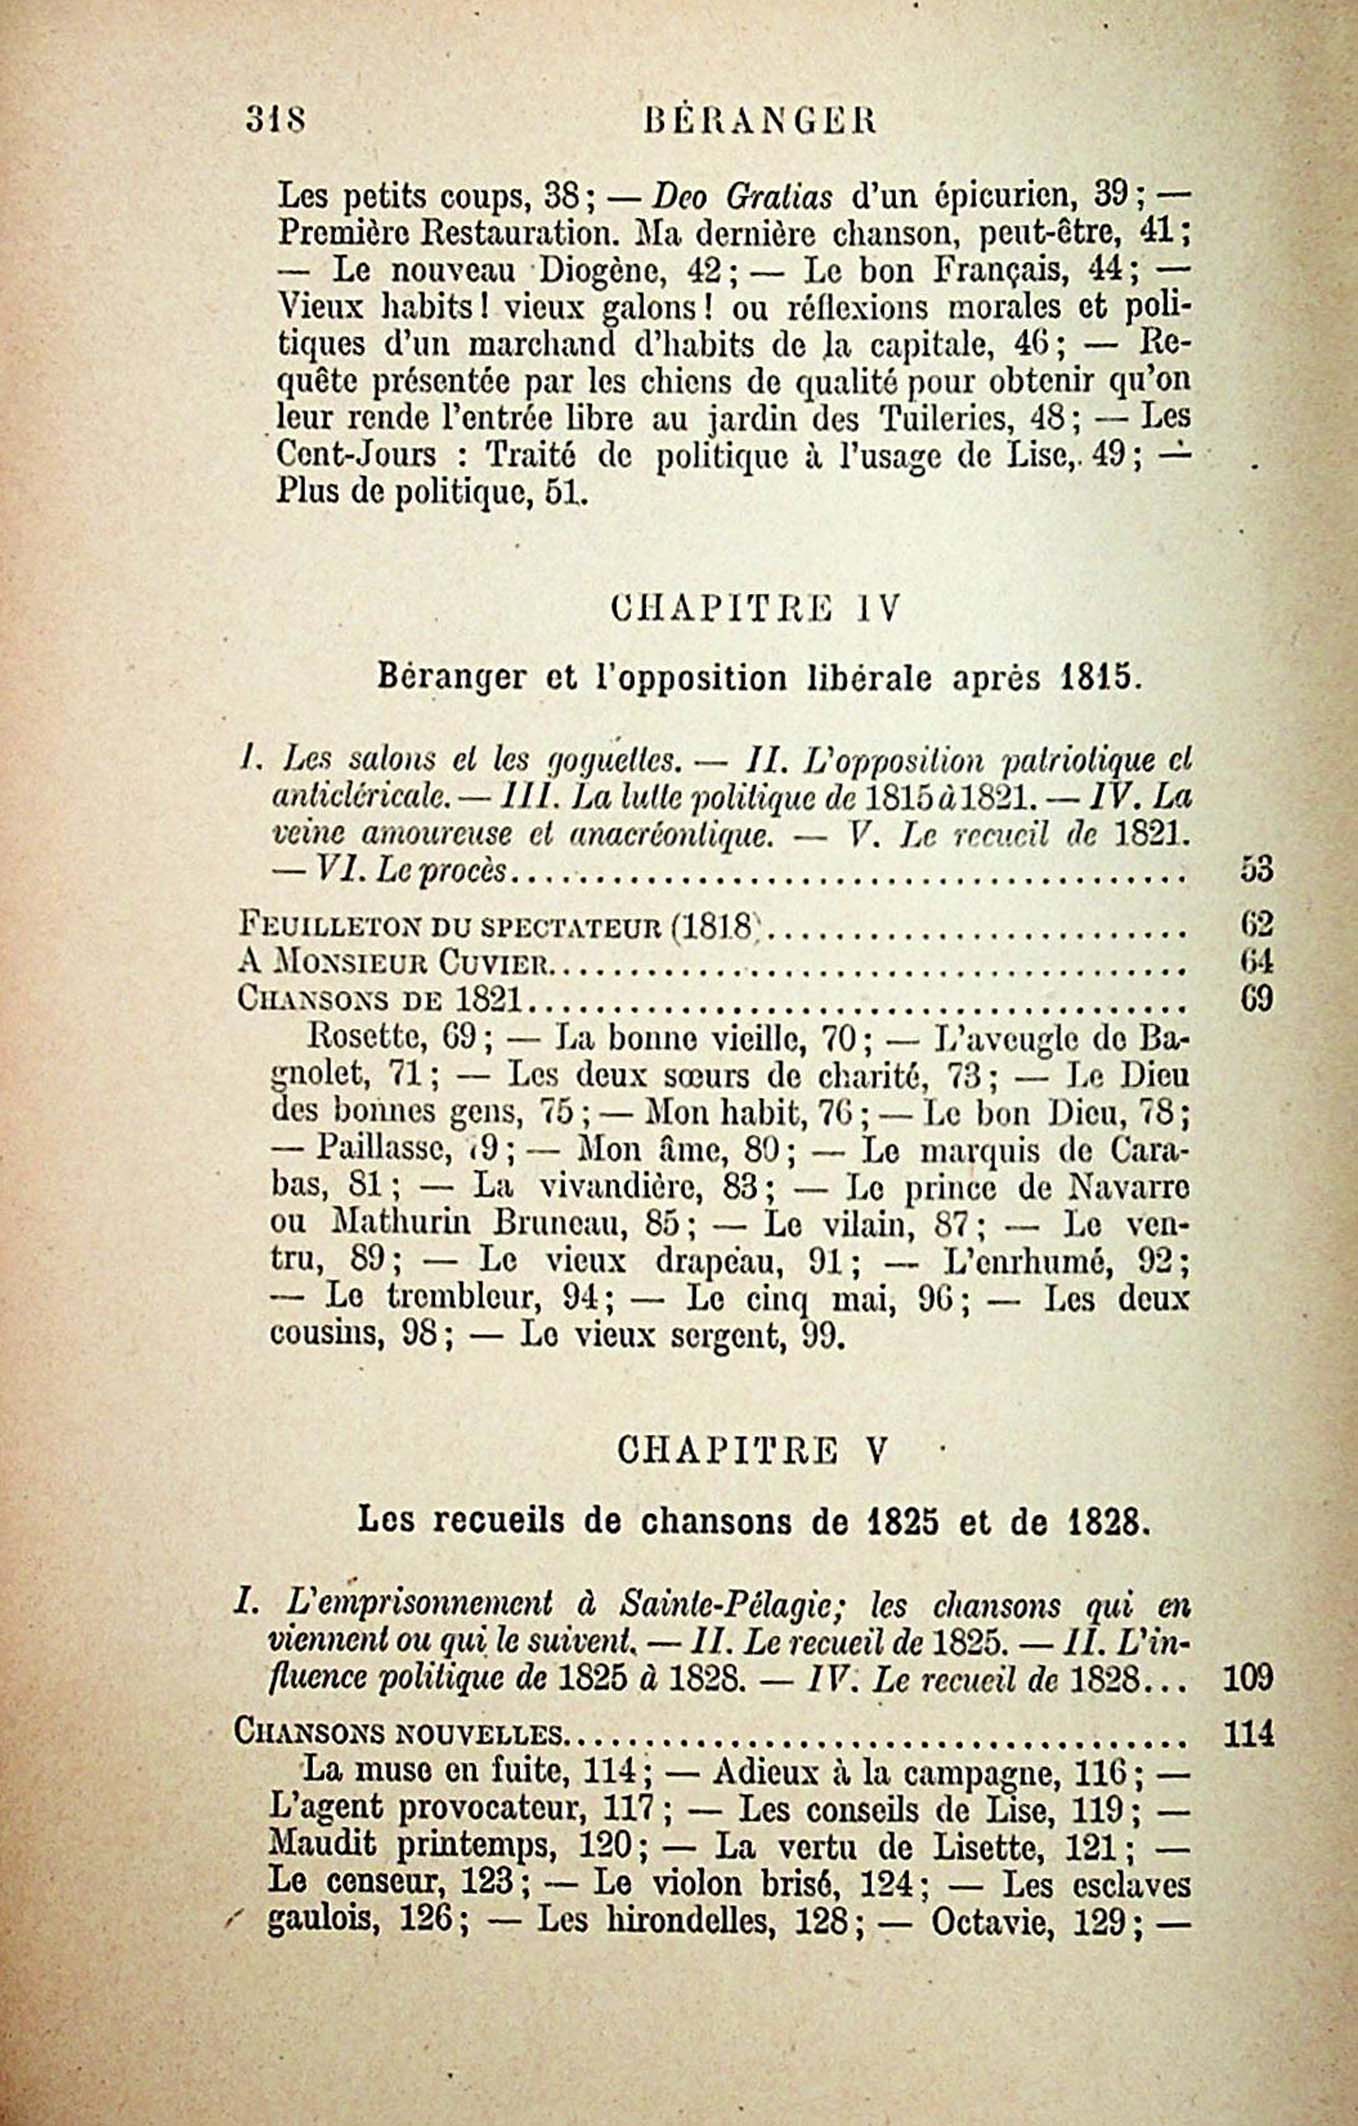 318 BÉRANGER
Les petits coups, 38 ; — Deo Gratias d'un épicurien, 39 ; —
Première Restauration. Ma dernière chanson, peut-être, 41 ;
— Le nouveau Diogène, 42 ; — Le bon Français, 44 ; —
Vieux habits ! vieux galons ! ou réflexions morales et poli-
tiques d'un marchand d'habits de la capitale, 46 ; — Re-
quête présentée par les chiens de qualité pour obtenir qu'on
leur rende l'entrée libre au jardin des Tuileries, 48 ; — Les
Cent-Jours : Traité de politique à l'usage de Lise, 49 ; —
Plus de politique, 51.
CHAPITRE IV
Béranger et l'opposition libérale après 1815.
I. Les salons et les goguettes. — II. L'opposition patriotique et
anticléricale. — III. La lutte politique de 1815 à 1821. — IV. La
veine amoureuse et anacréontique. — V. Le recueil de 1821.
— VI. Le procès........................................ 53
FEUILLETON DU SPECTATEUR (1818)........................... 62
A MONSIEUR CUVIER........................................ 64
CHANSONS DE 1821......................................... 69
Rosette, 69 ; — La bonne vieille, 70 ; — L'aveugle de Ba-
gnolet, 71 ; — Les deux sœurs de charité, 73 ; — Le Dieu
des bonnes gens, 75 ; — Mon habit, 76 ; — Le bon Dieu, 78 ;
— Paillasse, 79 ; — Mon âme, 80 ; — Le marquis de Cara-
bas, 81 ; — La vivandière, 83 ; — Le prince de Navarre
ou Mathurin Bruneau, 85 ; — Le vilain, 87 ; — Le ven-
tru, 89 ; — Le vieux drapeau, 91 ; — L'enrhumé, 92 ;
— Le trembleur, 94 ; — Le cinq mai, 96 ; — Les deux
cousins, 98 ; — Le vieux sergent, 99.
CHAPITRE V
Les recueils de chansons de 1825 et de 1828.
I. L'emprisonnement à Sainte-Pélagie; les chansons qui en
viennent ou qui le suivent. — II. Le recueil de 1825. — II. L'in-
fluence politique de 1825 à 1828. — IV. Le recueil de 1828... 109
CHANSONS NOUVELLES....................................... 114
La muse en fuite, 114 ; — Adieux à la campagne, 116 ; —
L'agent provocateur, 117 ; — Les conseils de Lise, 119 ; —
Maudit printemps, 120 ; — La vertu de Lisette, 121 ; —
Le censeur, 123 ; — Le violon brisé, 124 ; — Les esclaves
gaulois, 126 ; — Les hirondelles, 128 ; — Octavie, 129 ; —